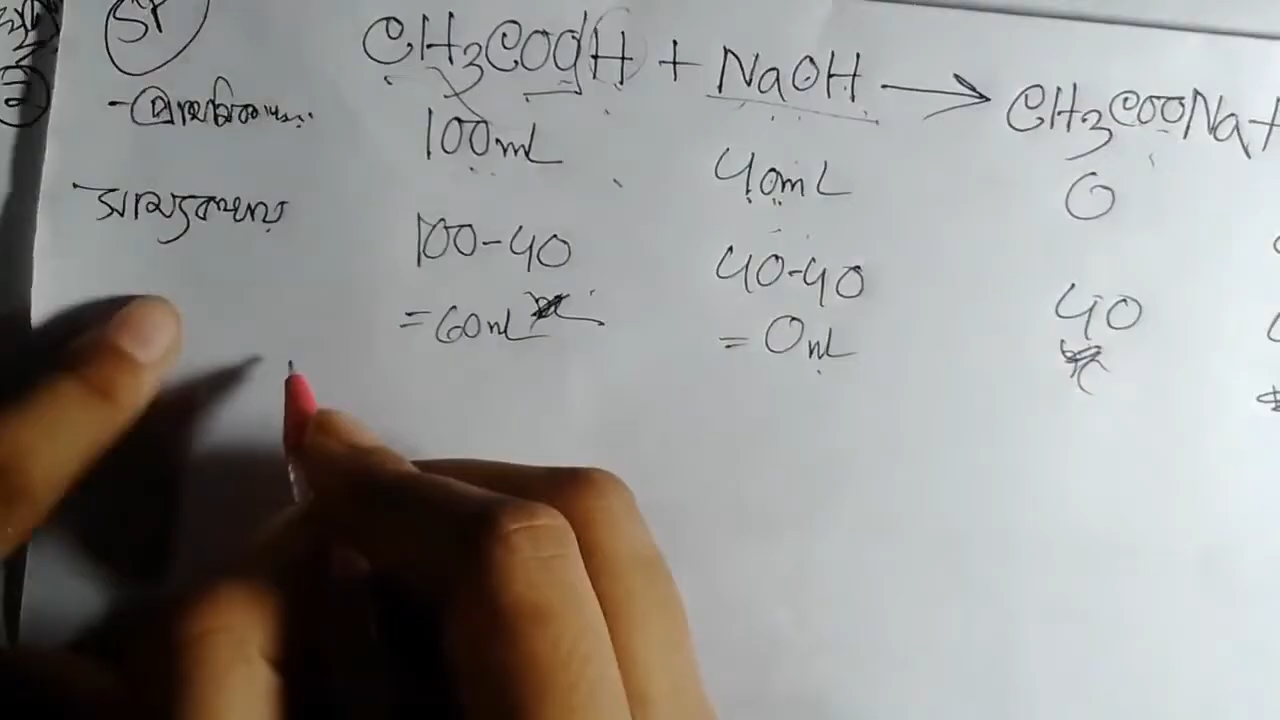 CH3COOH + NaOH → CH3COONa +
100mL 40mL 0
100-40 40-40 40
=60mL =0mL